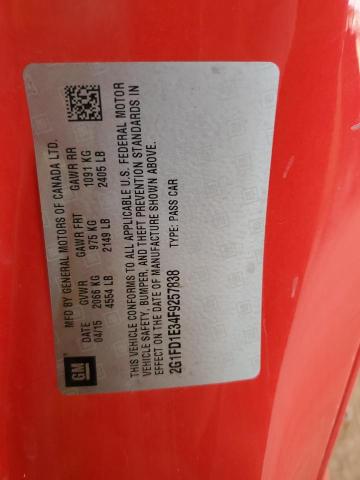 MFD BY GENERAL MOTORS OF CANADA LTD.
DATE GVWR GAWR FRT GAWR RR
04/15 2066 KG 975 KG 1091 KG
4554 LB 2149 LB 2405 LB
THIS VEHICLE CONFORMS TO ALL APPLICABLE U.S. FEDERAL MOTOR
VEHICLE SAFETY, BUMPER, AND THEFT PREVENTION STANDARDS IN
EFFECT ON THE DATE OF MANUFACTURE SHOWN ABOVE.
2G1FD1E34F9257838 TYPE: PASS CAR
GM